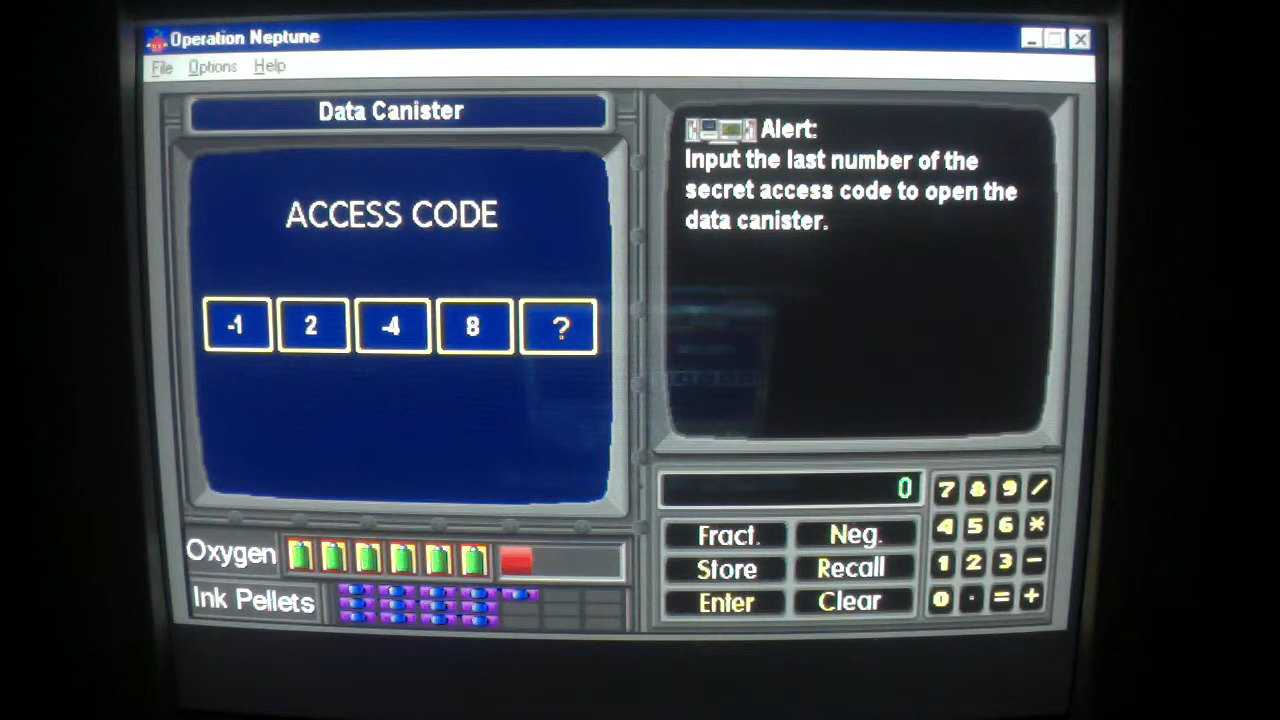 Operation Neptune
File Options Help
Data Canister
ACCESS CODE
-1 2 -4 8 ?
Alert:
Input the last number of the
secret access code to open the
data canister.
0
7 8 9 /
Fract. Neg. 4 5 6 *
Store Recall 1 2 3 -
Enter Clear 0 . = +
Oxygen
Ink Pellets